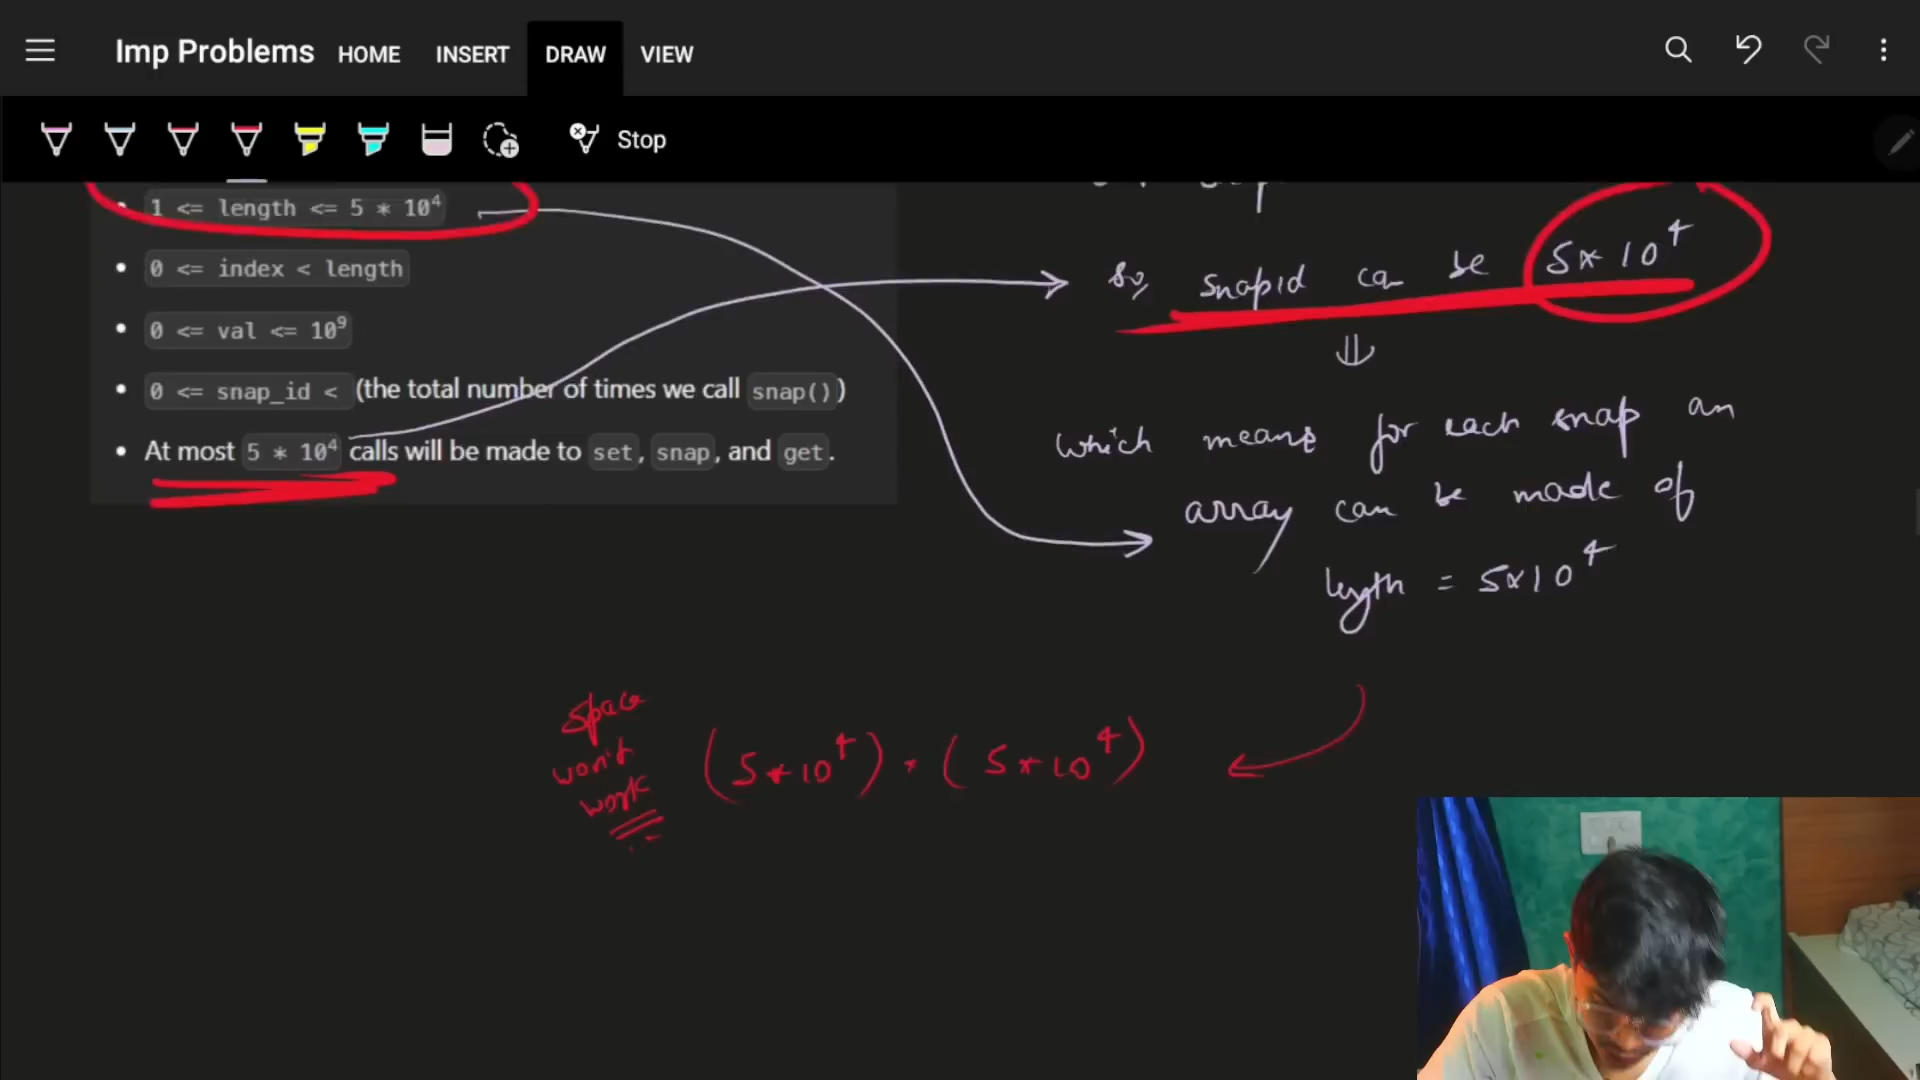 Imp Problems HOME INSERT DRAW VIEW
Stop
1 <= length <= 5 * 10⁴
0 <= index < length
0 <= val <= 10⁹
0 <= snap_id < (the total number of times we call snap())
At most 5 * 10⁴ calls will be made to set, snap, and get.
so, snapid can be 5*10⁴
⇓
which means for each snap an
array can be made of
length = 5*10⁴
space
won't
work
(5*10⁴) * (5*10⁴)